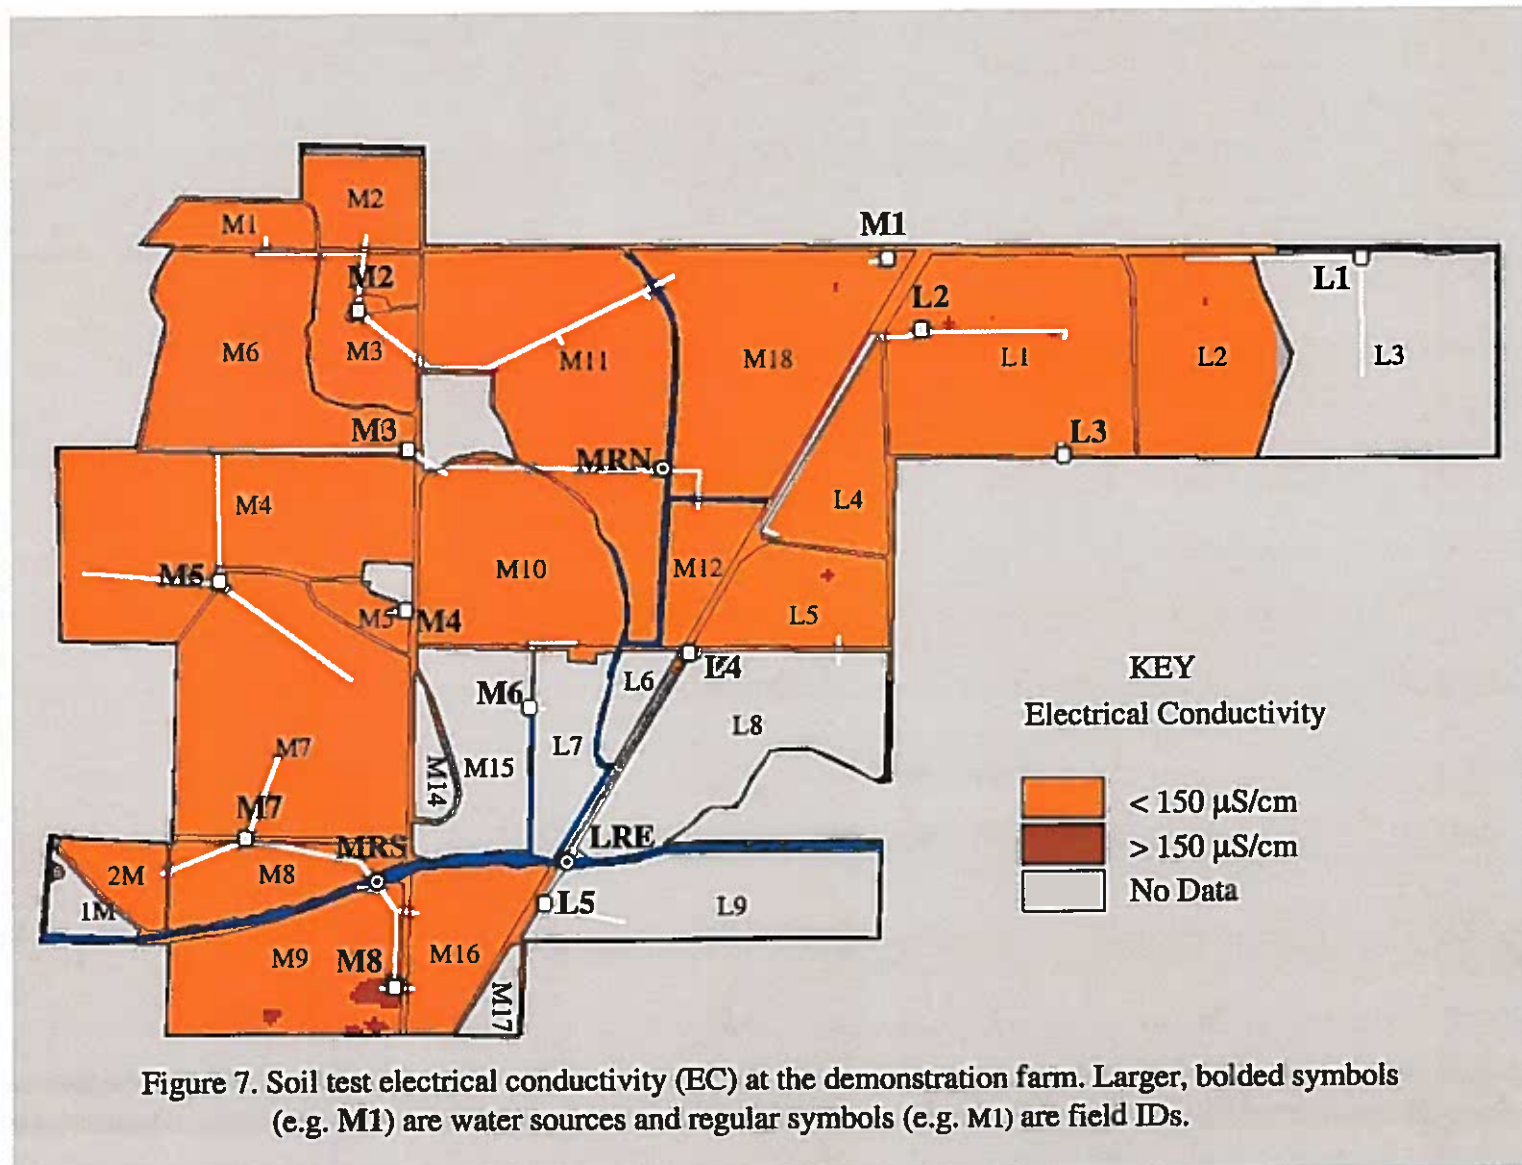 M2
M1
M1
M2
L1
L2
M6
M3
M11
M18
L1
L2
L3
M3
L3
MRN
M4
L4
M10
M12
M5
M5
M4
L5
L6
L4
M6
KEY
Electrical Conductivity
L8
L7
M7
M15
M14
< 150 µS/cm
M7
MRS
LRE
> 150 µS/cm
2M
M8
No Data
1M
L5
L9
M9
M8
M16
M17
Figure 7. Soil test electrical conductivity (EC) at the demonstration farm. Larger, bolded symbols
(e.g. M1) are water sources and regular symbols (e.g. M1) are field IDs.